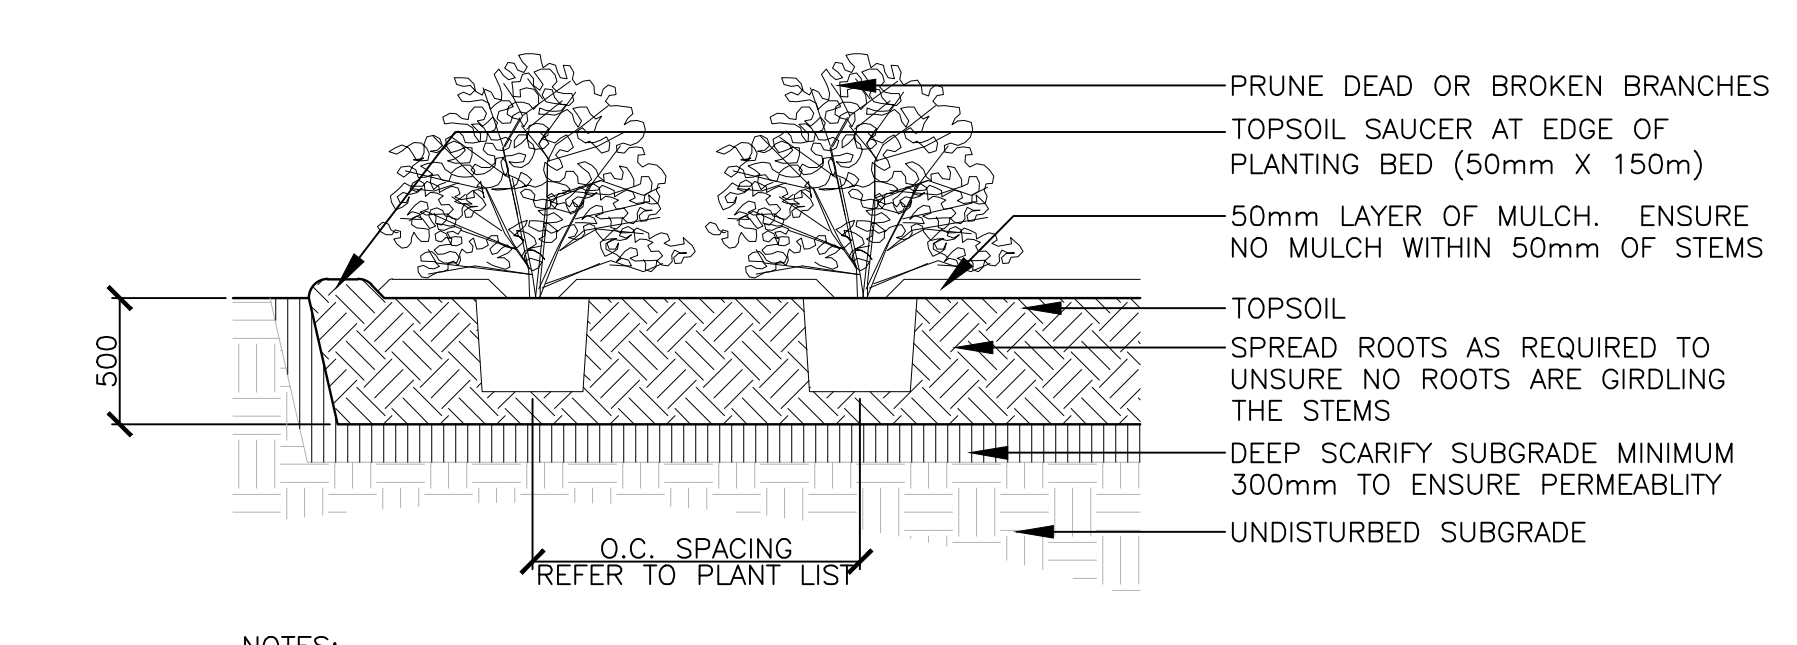 PRUNE DEAD OR BROKEN BRANCHES
TOPSOIL SAUCER AT EDGE OF
PLANTING BED (50mm X 150m)
50mm LAYER OF MULCH. ENSURE
NO MULCH WITHIN 50mm OF STEMS
TOPSOIL
SPREAD ROOTS AS REQUIRED TO
UNSURE NO ROOTS ARE GIRDLING
THE STEMS
DEEP SCARIFY SUBGRADE MINIMUM
300mm TO ENSURE PERMEABLITY
UNDISTURBED SUBGRADE
500
O.C. SPACING
REFER TO PLANT LIST
NOTES: